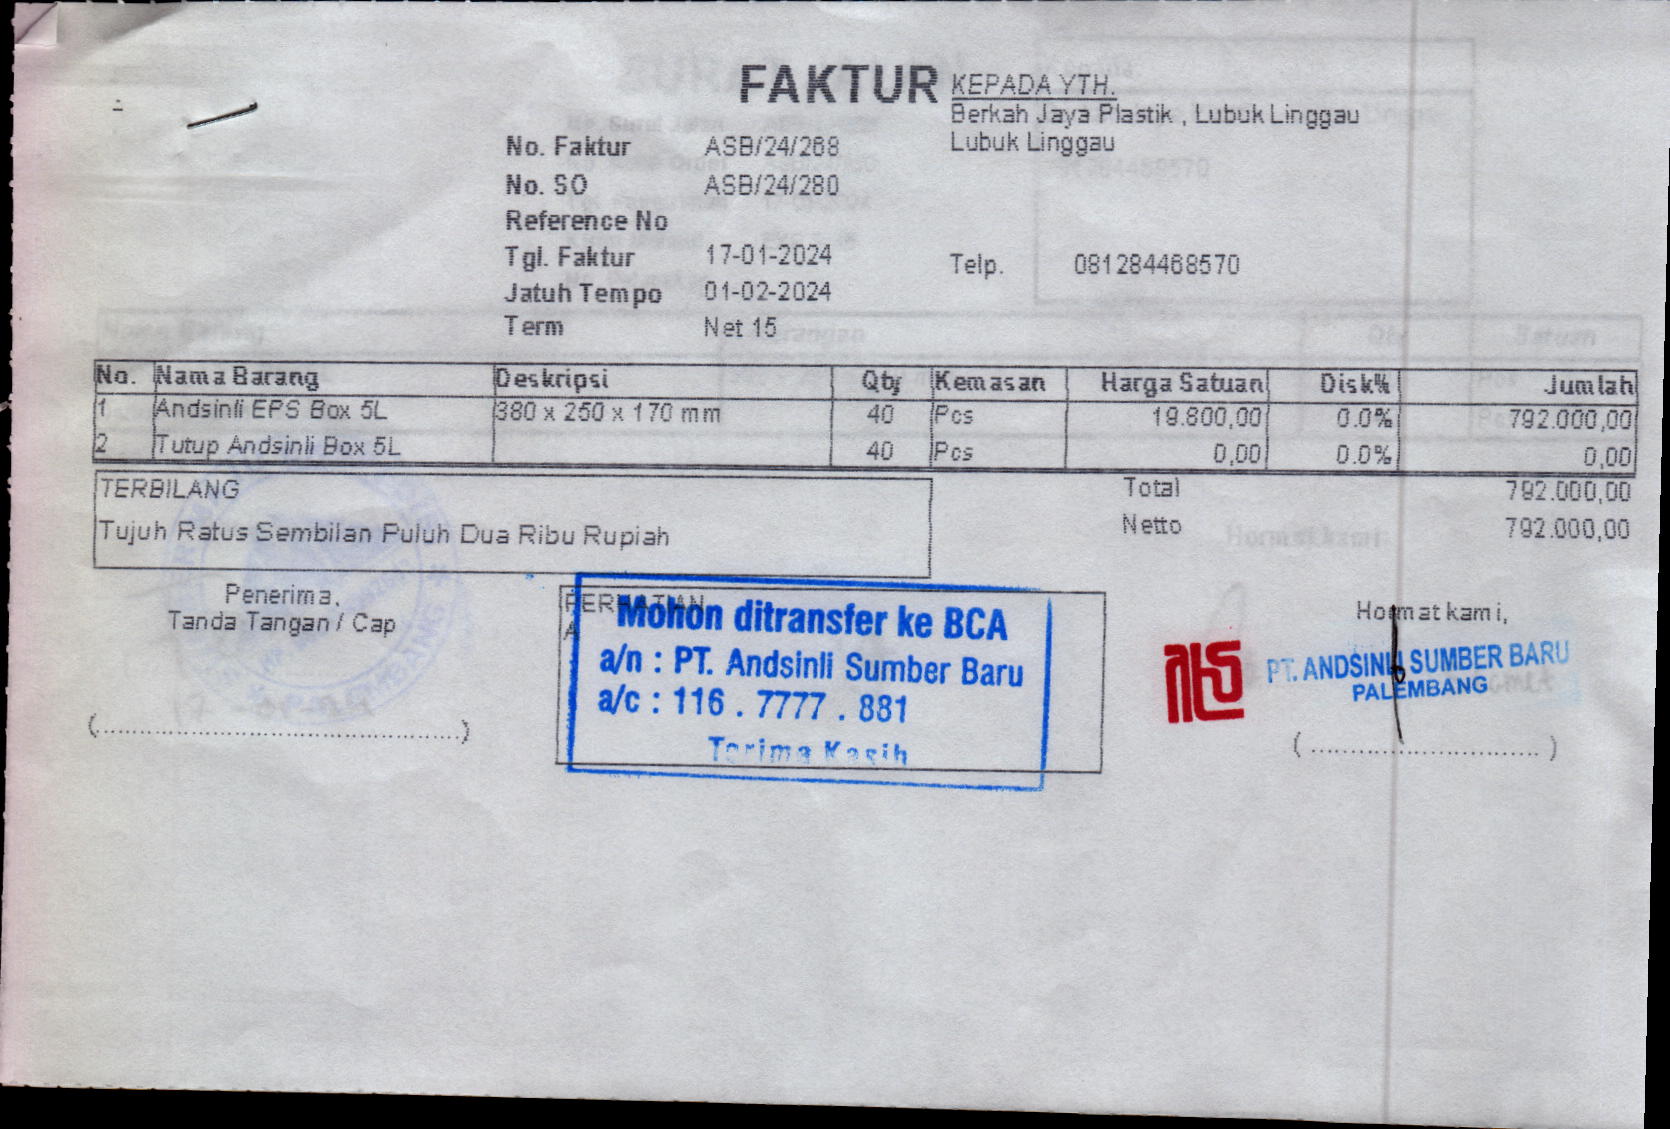 FAKTUR
KEPADA YTH.
Berkah Jaya Plastik , Lubuk Linggau
Lubuk Linggau
No. Faktur ASB/24/268
No. SO ASB/24/280
Reference No
Tgl. Faktur 17-01-2024
Telp. 081284468570
Jatuh Tempo 01-02-2024
Term Net 15
No. Nama Barang Deskripsi Qty Kemasan Harga Satuan Disk% Jumlah
1 Andsinli EPS Box 5L 380 x 250 x 170 mm 40 Pcs 19.800,00 0.0% 792.000,00
2 Tutup Andsinli Box 5L 40 Pcs 0,00 0.0% 0,00
TERBILANG
Tujuh Ratus Sembilan Puluh Dua Ribu Rupiah
Total 792.000,00
Netto 792.000,00
Penerima,
Tanda Tangan / Cap
(........................................)
Mohon ditransfer ke BCA
a/n : PT. Andsinli Sumber Baru
a/c : 116 . 7777 . 881
Terima Kasih
Hormat kami,
PT. ANDSINLI SUMBER BARU
PALEMBANG
( ............................ )